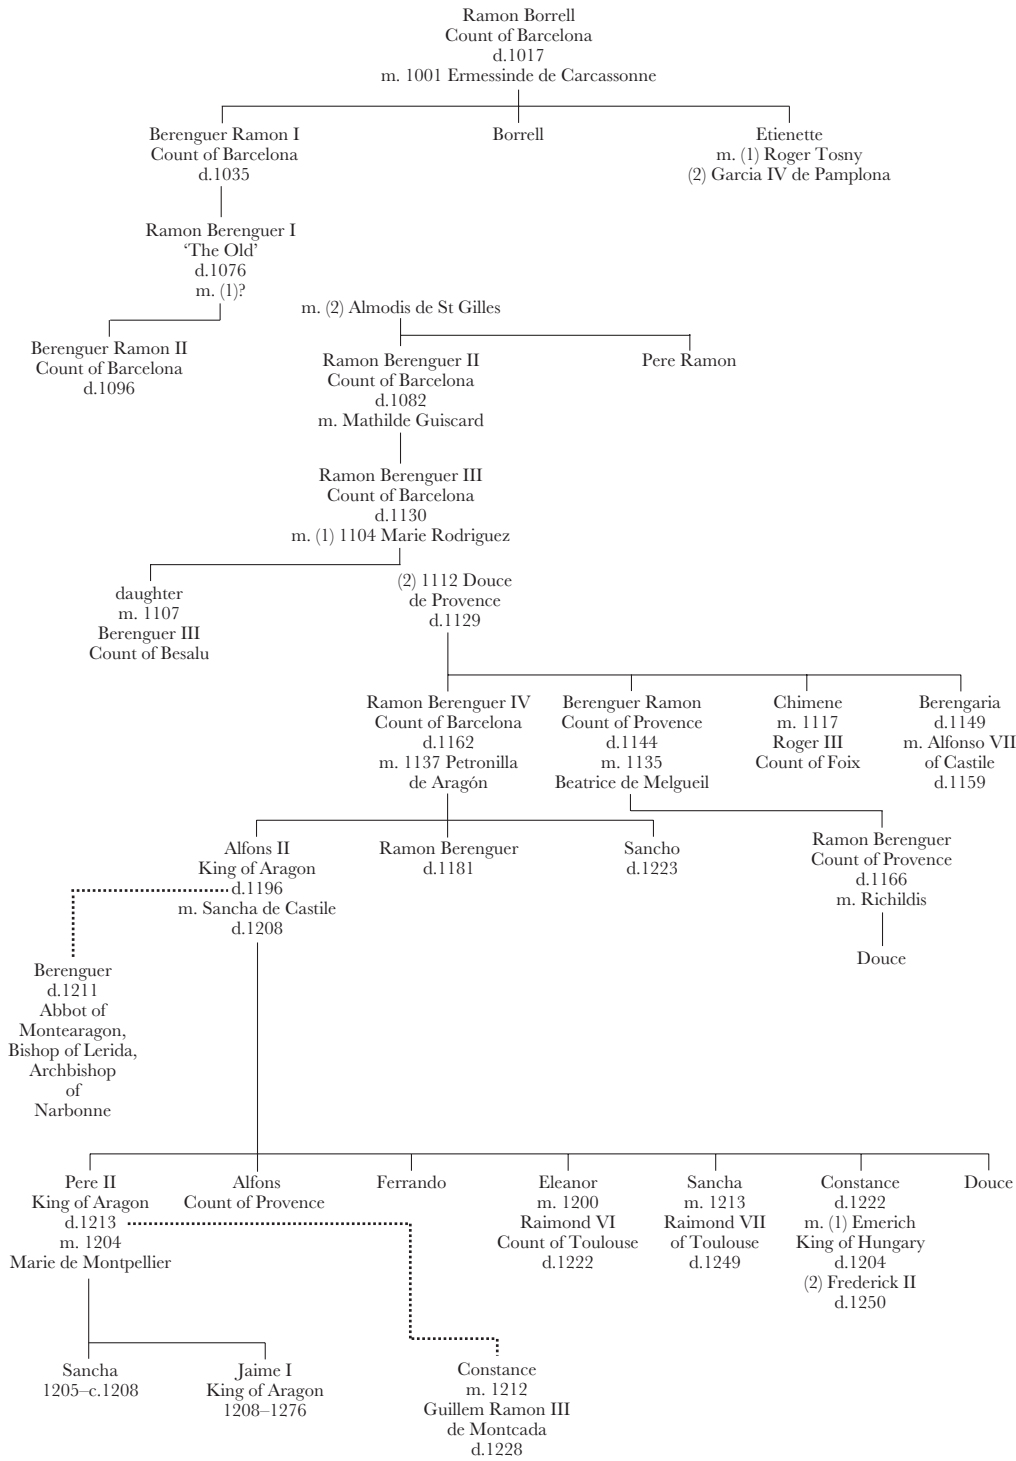 Ramon Borrell
Count of Barcelona
d.1017
m. 1001 Ermessinde de Carcassonne
Berenguer Ramon I
Count of Barcelona
d.1035
Borrell
Etienette
m. (1) Roger Tosny
(2) Garcia IV de Pamplona
Ramon Berenguer I
‘The Old’
d.1076
m. (1)?
m. (2) Almodis de St Gilles
Berenguer Ramon II
Count of Barcelona
d.1096
Ramon Berenguer II
Count of Barcelona
d.1082
m. Mathilde Guiscard
Pere Ramon
Ramon Berenguer III
Count of Barcelona
d.1130
m. (1) 1104 Marie Rodriguez
daughter
m. 1107
Berenguer III
Count of Besalu
(2) 1112 Douce
de Provence
d.1129
Ramon Berenguer IV
Count of Barcelona
d.1162
m. 1137 Petronilla
de Aragón
Berenguer Ramon
Count of Provence
d.1144
m. 1135
Beatrice de Melgueil
Chimene
m. 1117
Roger III
Count of Foix
Berengaria
d.1149
m. Alfonso VII
of Castile
d.1159
Alfons II
King of Aragon
d.1196
m. Sancha de Castile
d.1208
Ramon Berenguer
d.1181
Sancho
d.1223
Ramon Berenguer
Count of Provence
d.1166
m. Richildis
Douce
Berenguer
d.1211
Abbot of
Montearagon,
Bishop of Lerida,
Archbishop
of
Narbonne
Pere II
King of Aragon
d.1213
m. 1204
Marie de Montpellier
Alfons
Count of Provence
Ferrando
Eleanor
m. 1200
Raimond VI
Count of Toulouse
d.1222
Sancha
m. 1213
Raimond VII
of Toulouse
d.1249
Constance
d.1222
m. (1) Emerich
King of Hungary
d.1204
(2) Frederick II
d.1250
Douce
Sancha
1205–c.1208
Jaime I
King of Aragon
1208–1276
Constance
m. 1212
Guillem Ramon III
de Montcada
d.1228